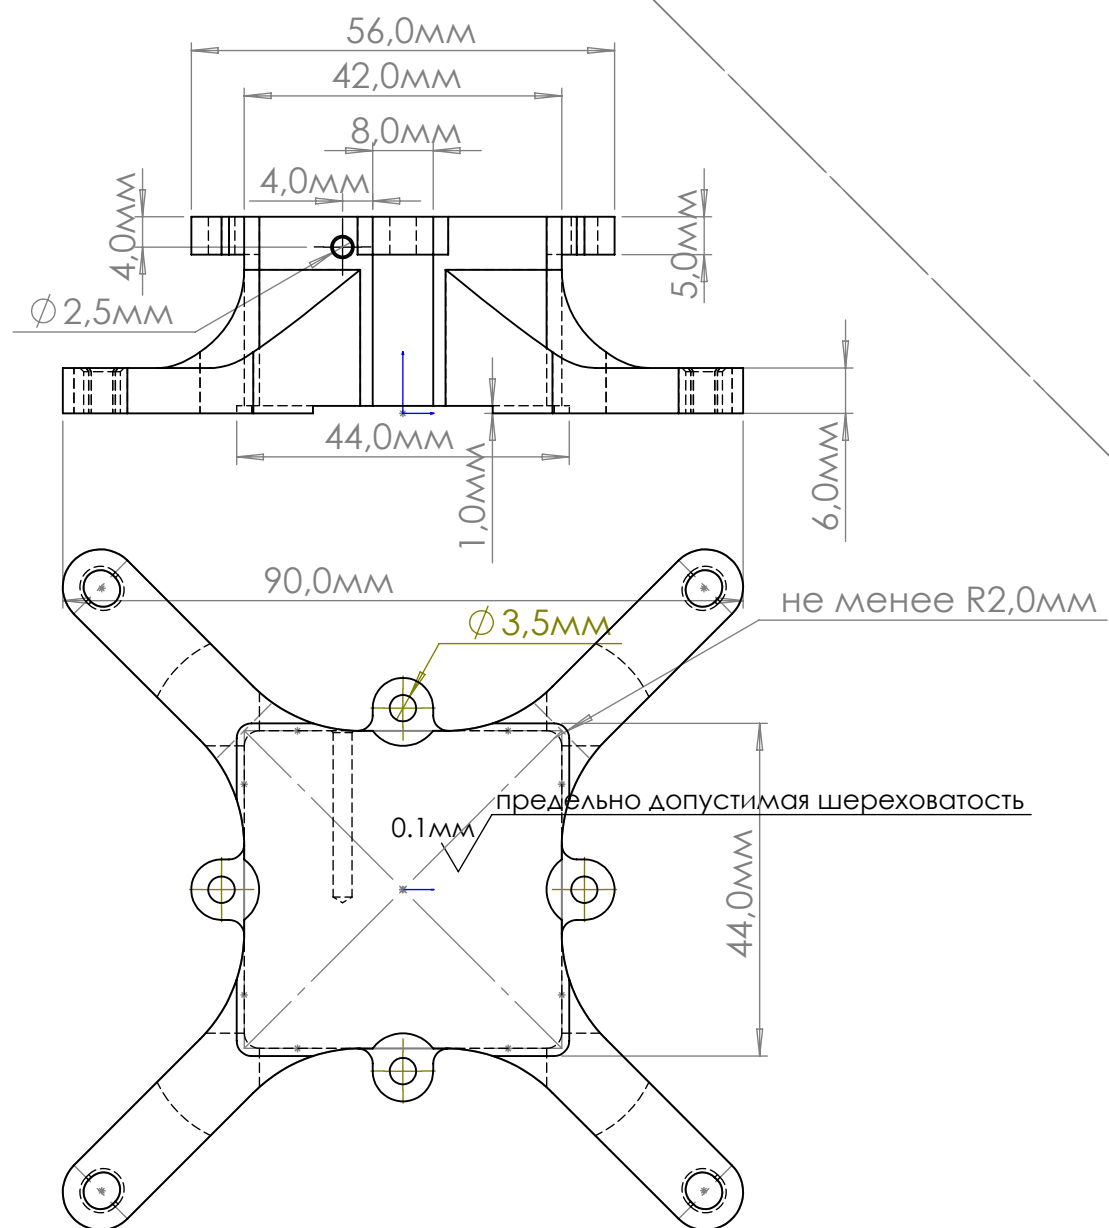 56,0мм
42,0мм
8,0мм
4,0мм
4,0мм
5,0мм
∅2,5мм
44,0мм
1,0мм
6,0мм
90,0мм
не менее R2,0мм
∅3,5мм
предельно допустимая шереховатость
0.1мм
44,0мм